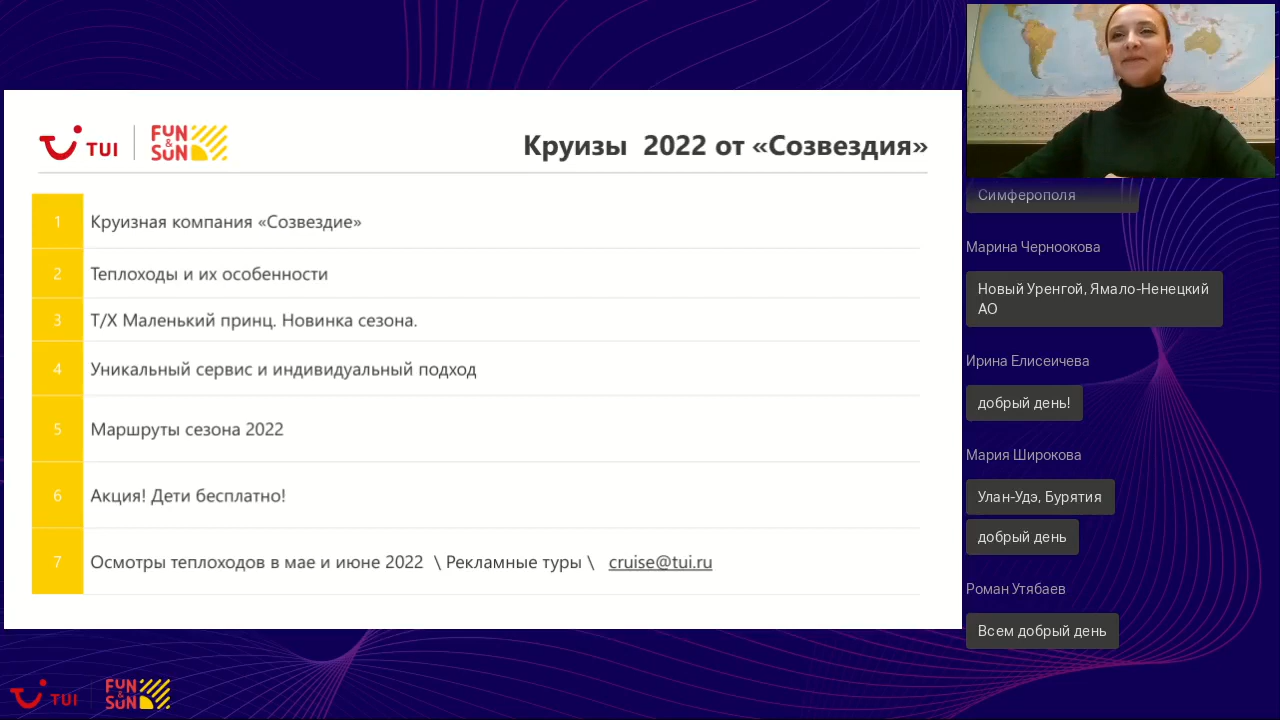 TUI
FUN
&
SUN
Круизы 2022 от «Созвездия»
1 Круизная компания «Созвездие»
2 Теплоходы и их особенности
3 Т/Х Маленький принц. Новинка сезона.
4 Уникальный сервис и индивидуальный подход
5 Маршруты сезона 2022
6 Акция! Дети бесплатно!
7 Осмотры теплоходов в мае и июне 2022 \ Рекламные туры \ cruise@tui.ru
Симферополя
Марина Черноокова
Новый Уренгой, Ямало-Ненецкий
АО
Ирина Елисеичева
добрый день!
Мария Широкова
Улан-Удэ, Бурятия
добрый день
Роман Утябаев
Всем добрый день
TUI
FUN
&
SUN